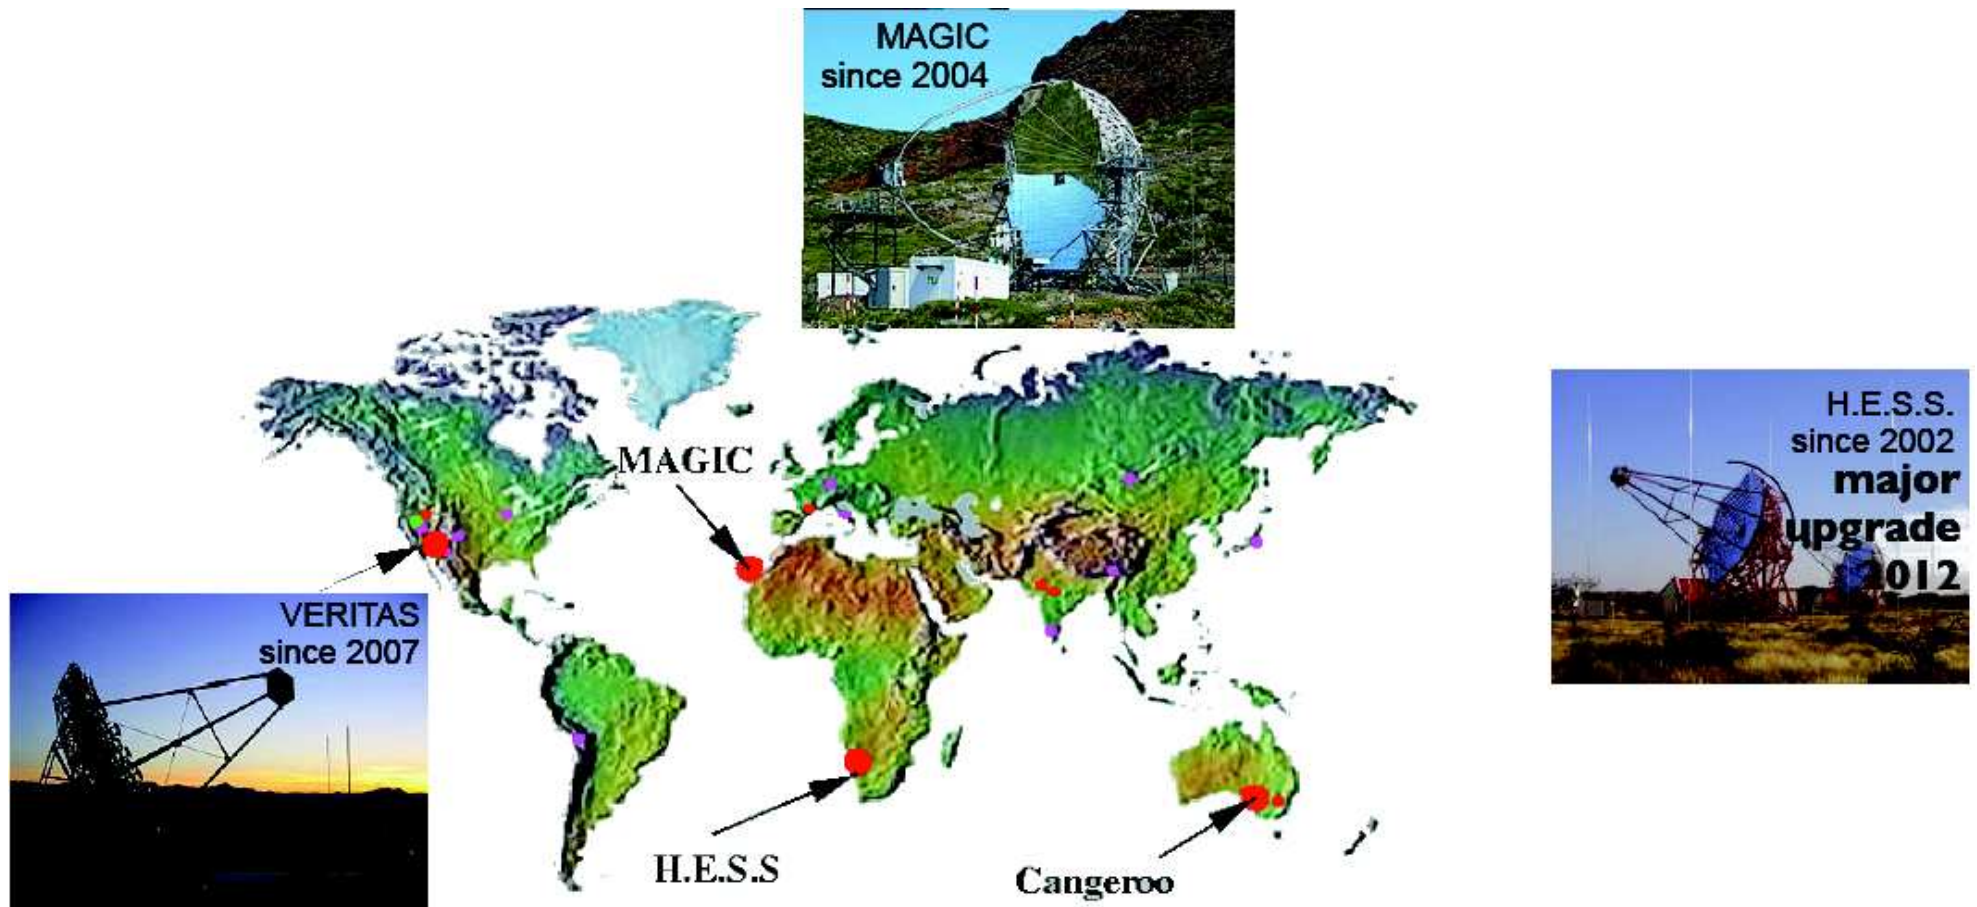 MAGIC
since 2004
H.E.S.S.
since 2002
major
upgrade
2012
MAGIC
VERITAS
since 2007
H.E.S.S
Cangeroo